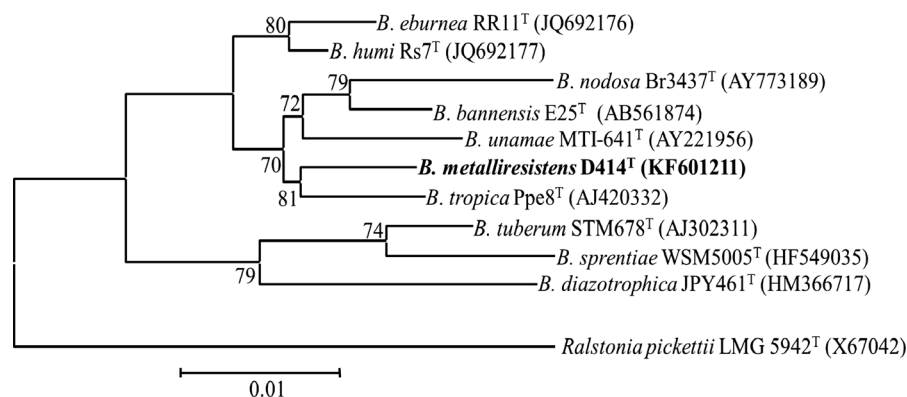 80
B. eburnea RR11ᵀ (JQ692176)
B. humi Rs7ᵀ (JQ692177)
79
B. nodosa Br3437ᵀ (AY773189)
72
B. bannensis E25ᵀ (AB561874)
B. unamae MTI-641ᵀ (AY221956)
70
B. metalliresistens D414ᵀ (KF601211)
81
B. tropica Ppe8ᵀ (AJ420332)
74
B. tuberum STM678ᵀ (AJ302311)
B. sprentiae WSM5005ᵀ (HF549035)
79
B. diazotrophica JPY461ᵀ (HM366717)
Ralstonia pickettii LMG 5942ᵀ (X67042)
0.01